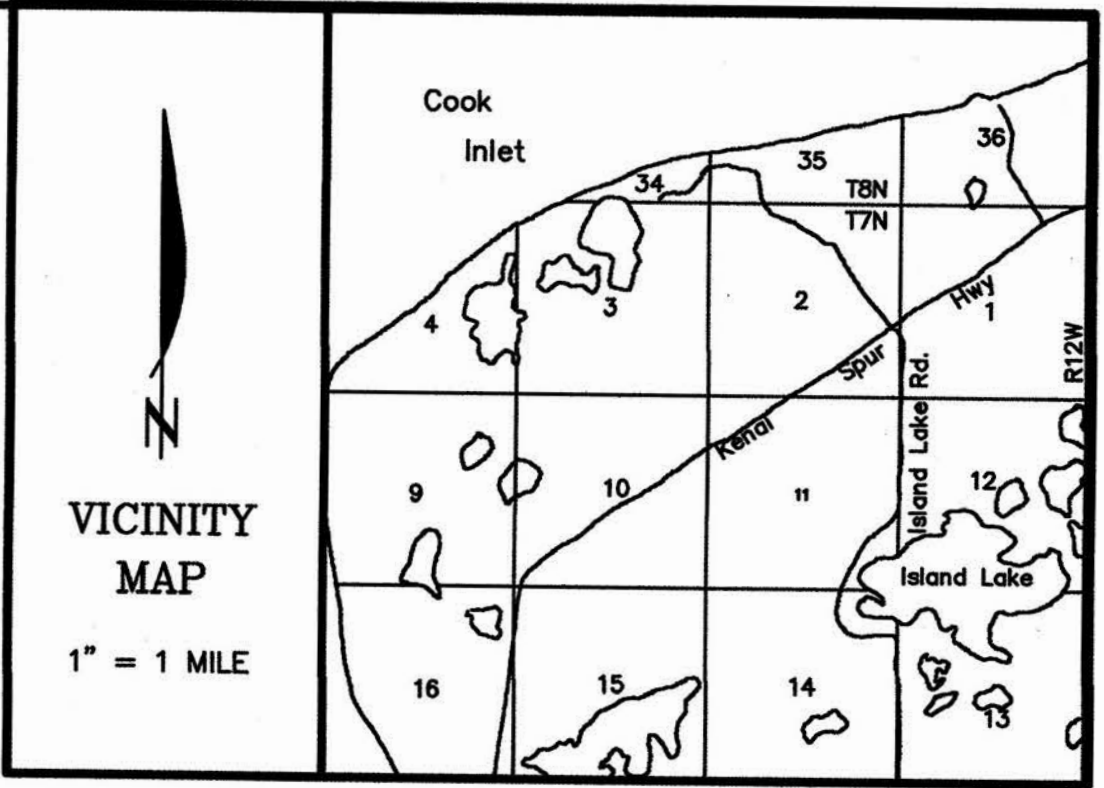 N
VICINITY
MAP
1" = 1 MILE
Cook
Inlet
36
35
34
T8N
T7N
4
3
2
1
Hwy
Spur
Kenai
Island Lake Rd.
R12W
9
10
11
12
Island Lake
16
15
14
13